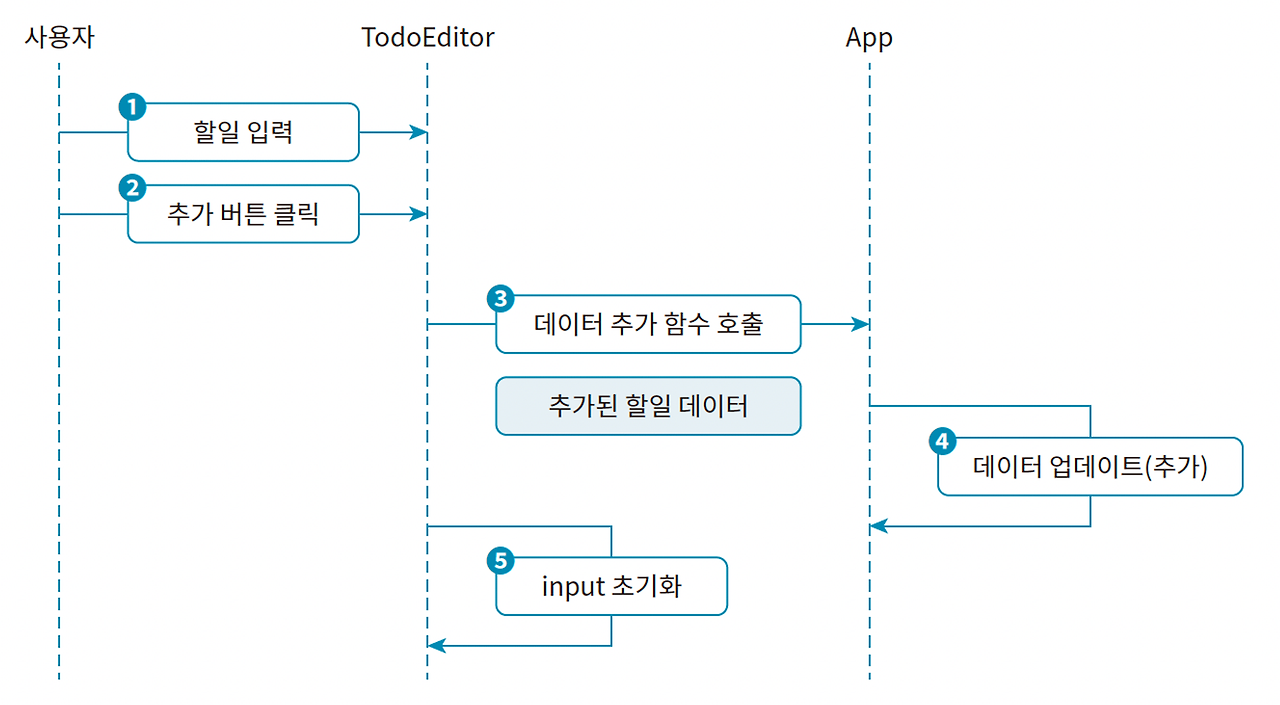 사용자
TodoEditor
App
1
할일 입력
2
추가 버튼 클릭
3
데이터 추가 함수 호출
추가된 할일 데이터
4
데이터 업데이트(추가)
5
input 초기화